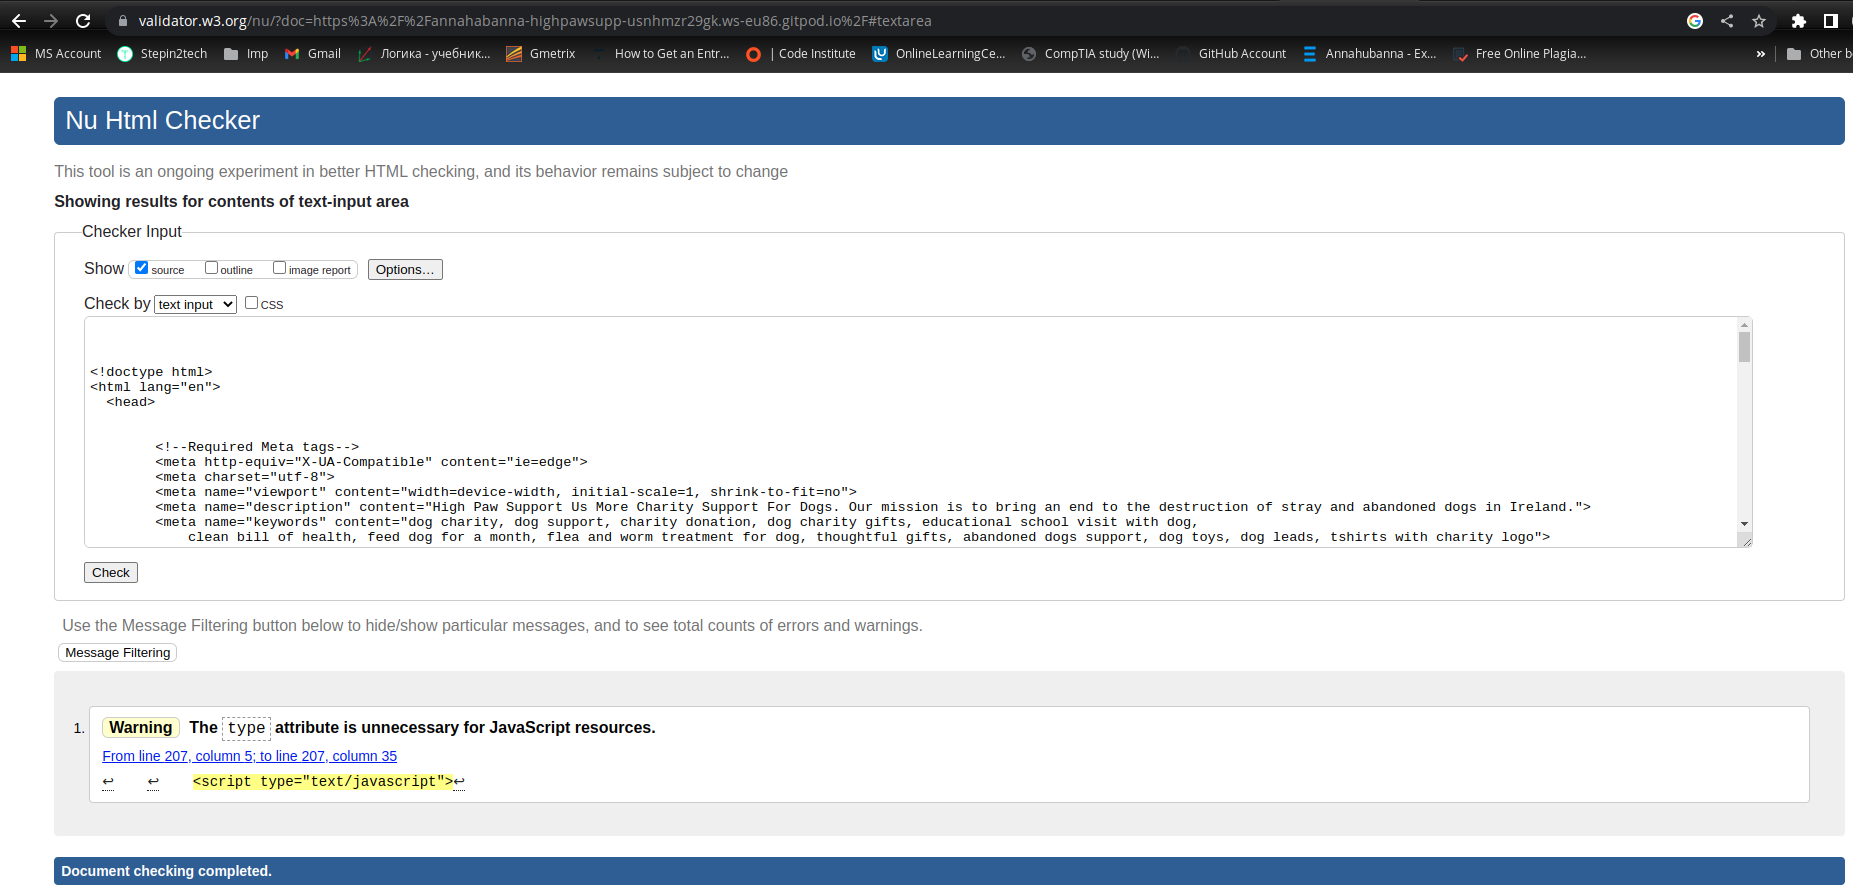 validator.w3.org/nu/?doc=https%3A%2F%2Fannahabanna-highpawsupp-usnhmzr29gk.ws-eu86.gitpod.io%2F#textarea
MS Account Stepin2tech Imp Gmail Логика - учебник... Gmetrix How to Get an Entr... | Code Institute OnlineLearningCe... CompTIA study (Wi... GitHub Account Annahubanna - Ex... Free Online Plagia... » Other b
Nu Html Checker
This tool is an ongoing experiment in better HTML checking, and its behavior remains subject to change
Showing results for contents of text-input area
Checker Input
Show source outline image report Options...
Check by text input CSS
<!doctype html>
<html lang="en">
<head>
<!--Required Meta tags-->
<meta http-equiv="X-UA-Compatible" content="ie=edge">
<meta charset="utf-8">
<meta name="viewport" content="width=device-width, initial-scale=1, shrink-to-fit=no">
<meta name="description" content="High Paw Support Us More Charity Support For Dogs. Our mission is to bring an end to the destruction of stray and abandoned dogs in Ireland.">
<meta name="keywords" content="dog charity, dog support, charity donation, dog charity gifts, educational school visit with dog,
clean bill of health, feed dog for a month, flea and worm treatment for dog, thoughtful gifts, abandoned dogs support, dog toys, dog leads, tshirts with charity logo">
Check
Use the Message Filtering button below to hide/show particular messages, and to see total counts of errors and warnings.
Message Filtering
1. Warning The type attribute is unnecessary for JavaScript resources.
From line 207, column 5; to line 207, column 35
↩ ↩ <script type="text/javascript">↩
Document checking completed.